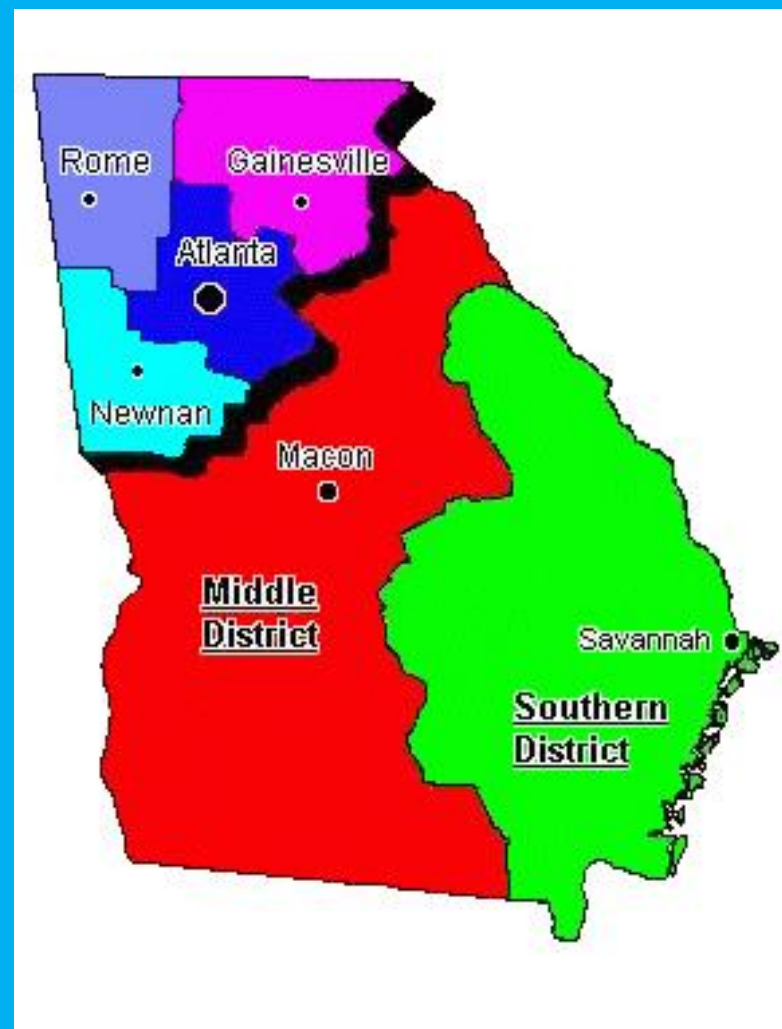 Rome
Gainesville
Atlanta
Newnan
Macon
Middle
District
Savannah
Southern
District